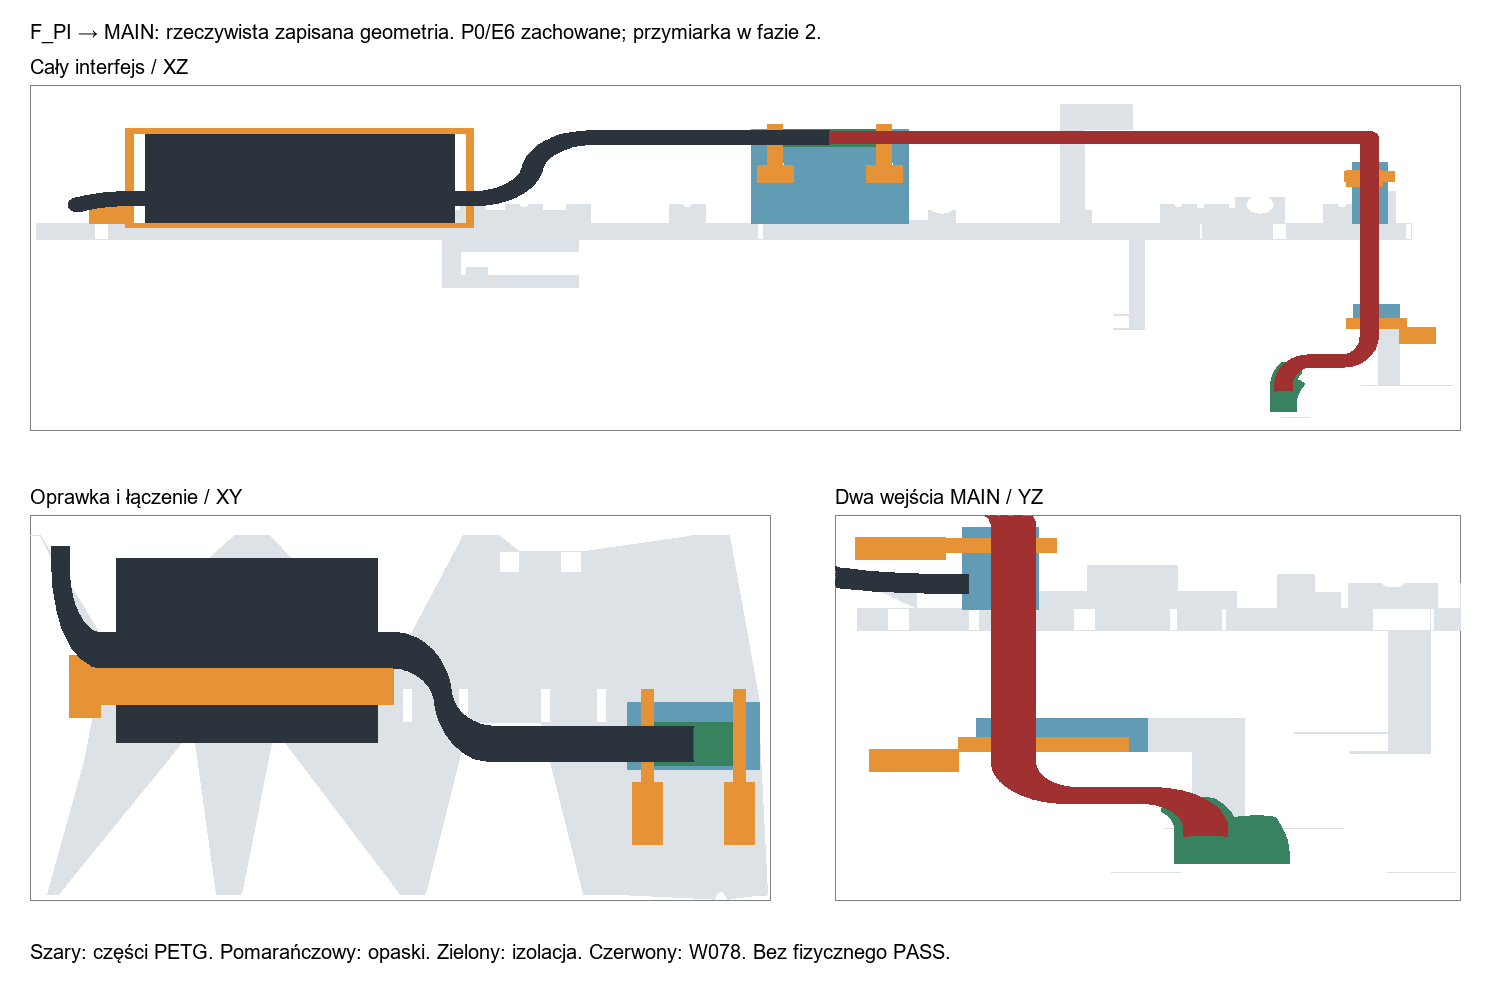 F_PI → MAIN: rzeczywista zapisana geometria. P0/E6 zachowane; przymiarka w fazie 2.
Cały interfejs / XZ
Oprawka i łączenie / XY
Dwa wejścia MAIN / YZ
Szary: części PETG. Pomarańczowy: opaski. Zielony: izolacja. Czerwony: W078. Bez fizycznego PASS.